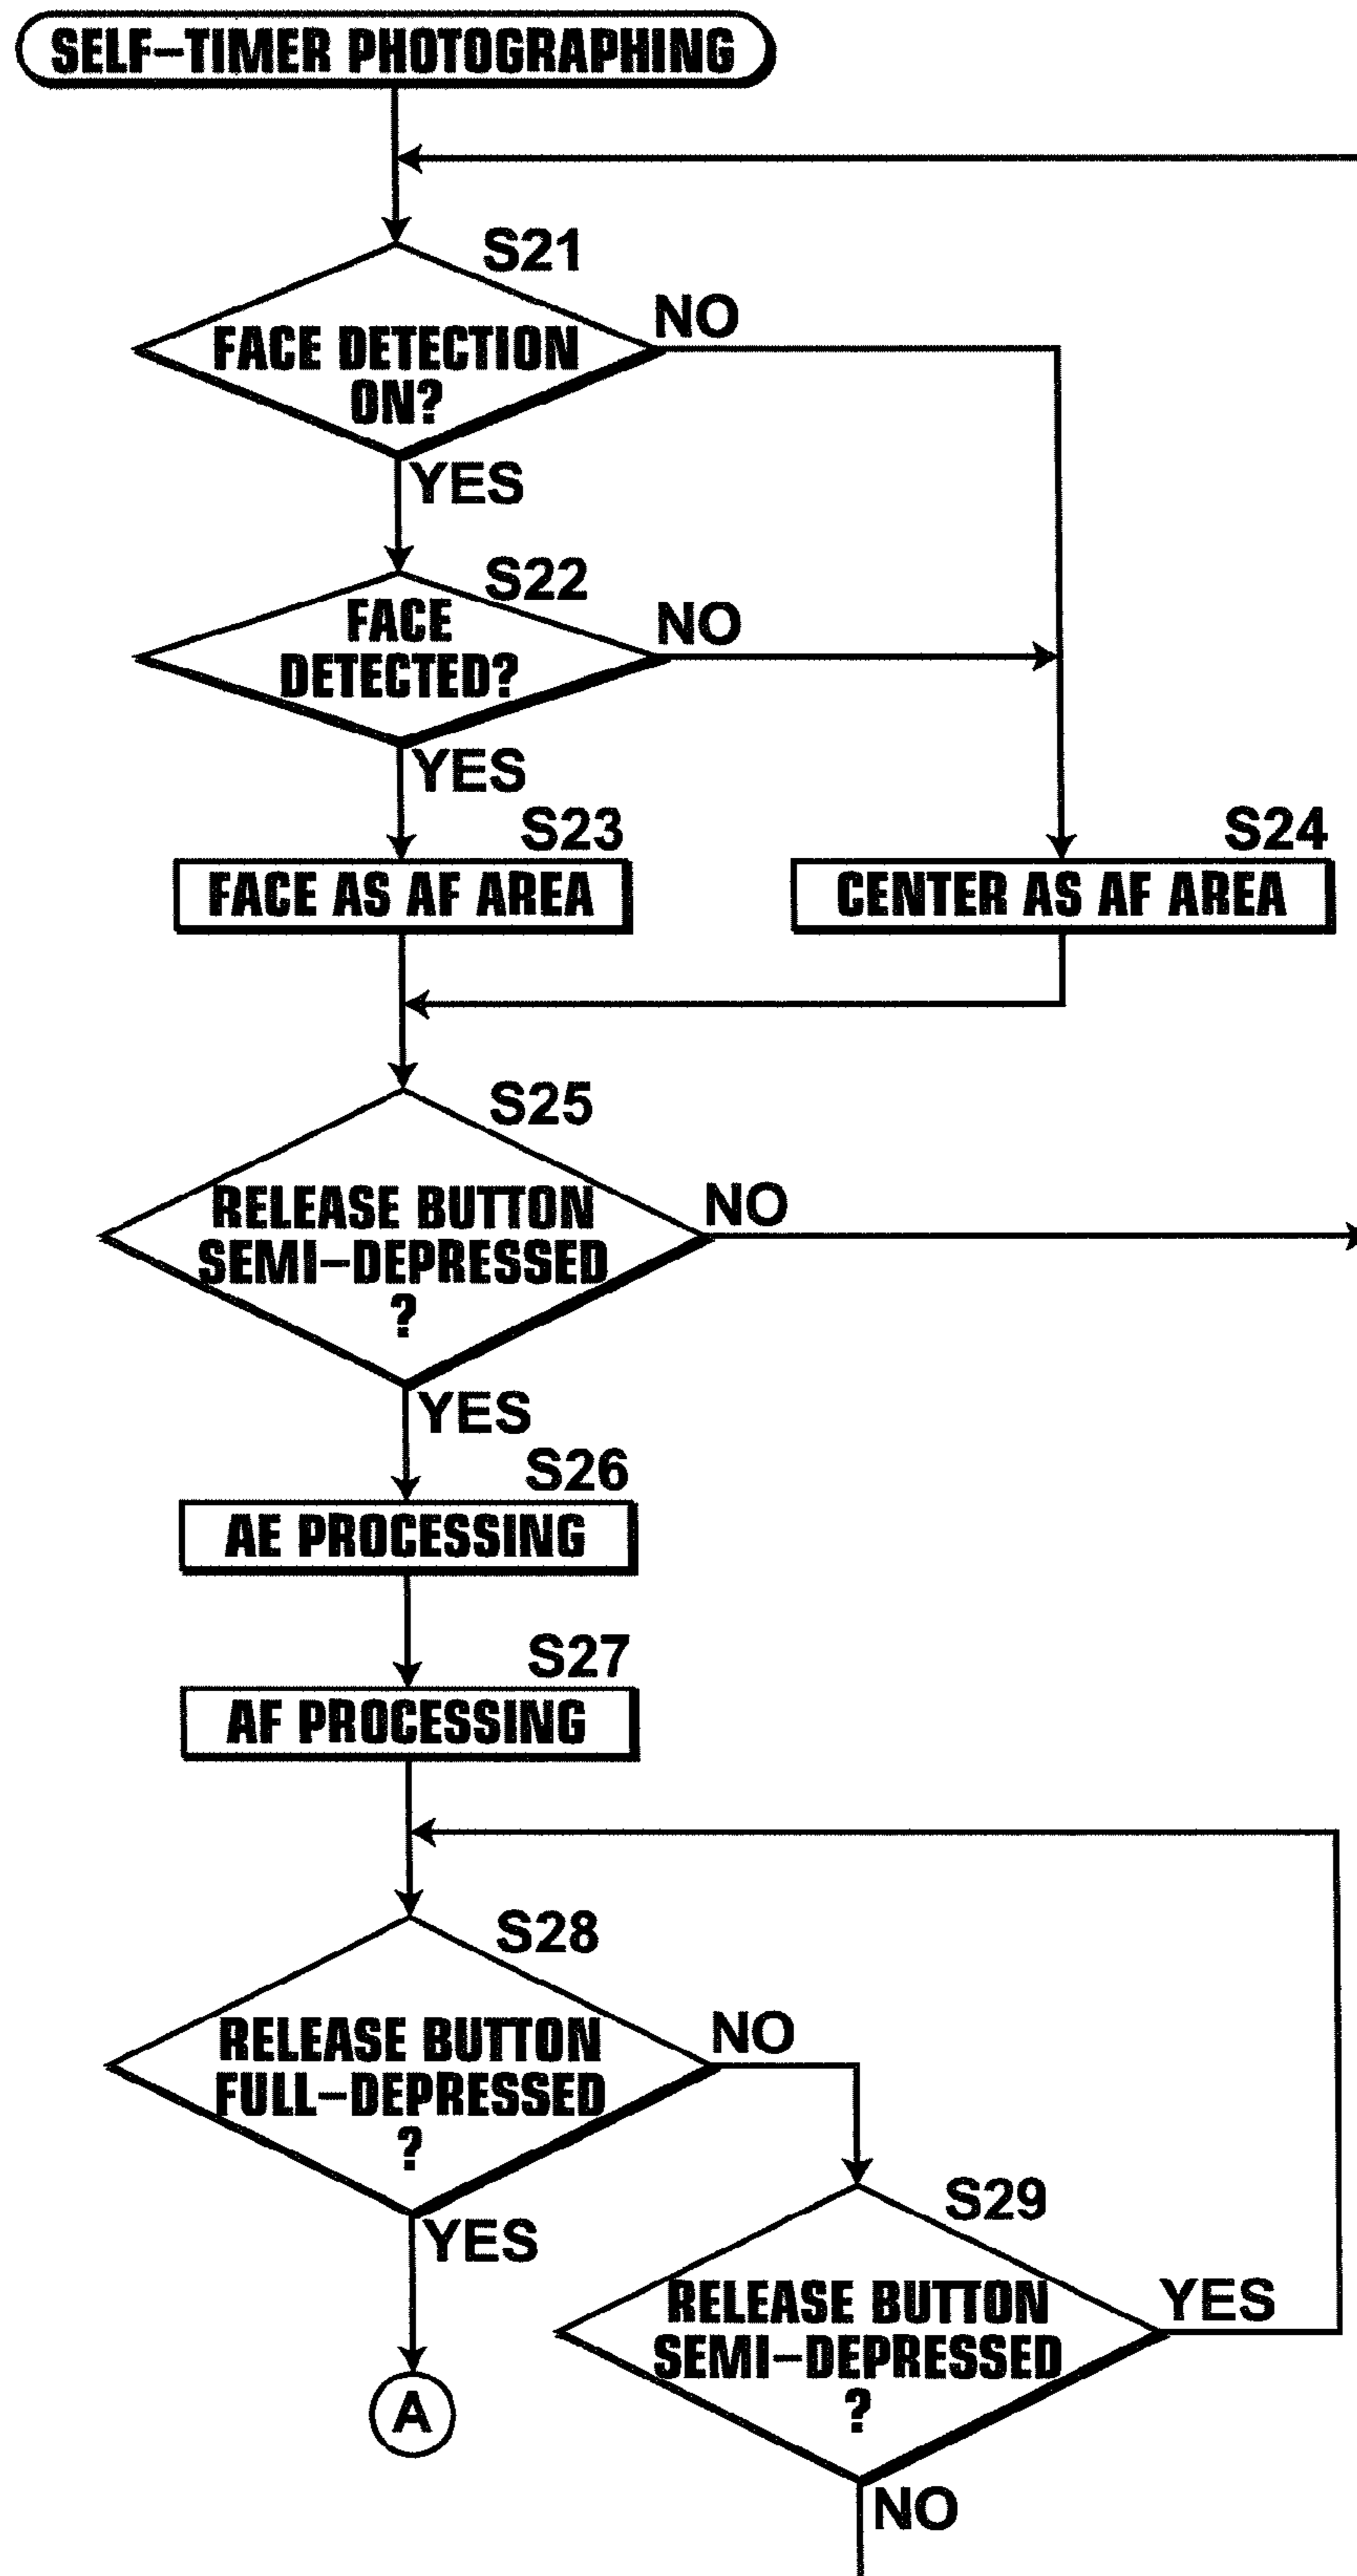 SELF-TIMER PHOTOGRAPHING
S21
NO
FACE DETECTION
ON?
YES
S22
FACE
NO
DETECTED?
YES
S23
S24
FACE AS AF AREA
CENTER AS AF AREA
S25
RELEASE BUTTON
NO
SEMI-DEPRESSED
?
YES
S26
AE PROCESSING
S27
AF PROCESSING
S28
RELEASE BUTTON
NO
FULL-DEPRESSED
?
YES
S29
RELEASE BUTTON
YES
SEMI-DEPRESSED
?
A
NO